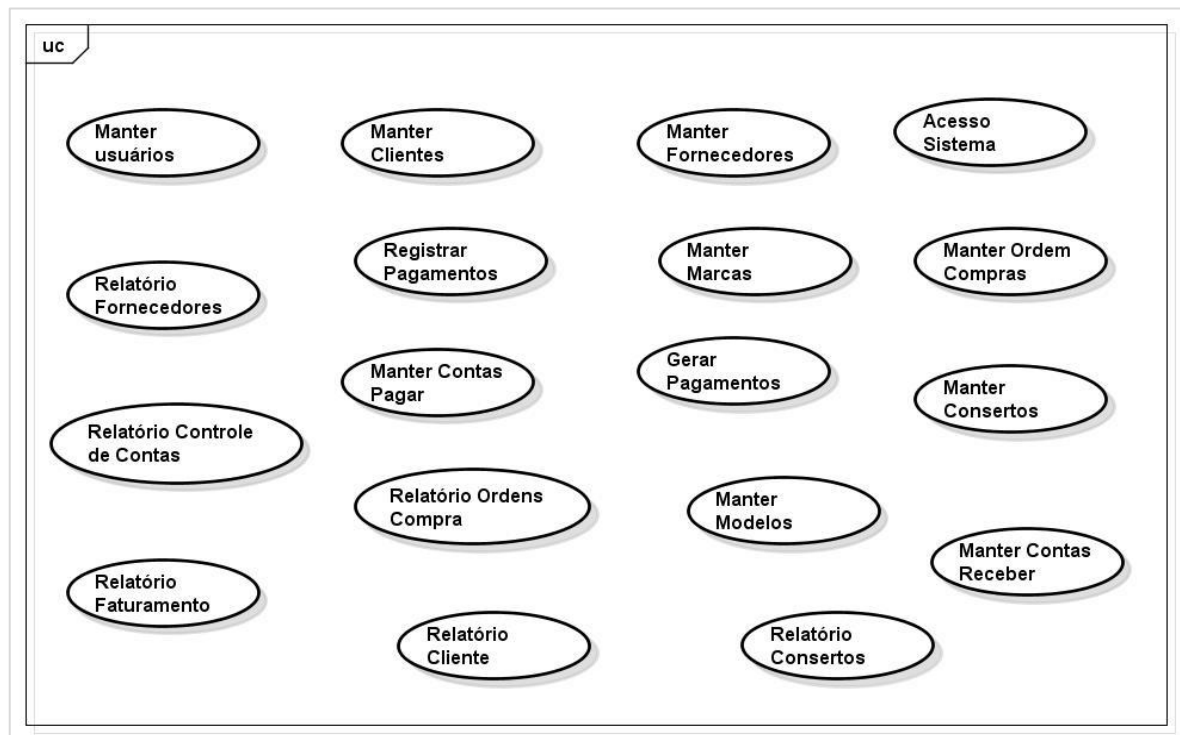 uc
Manter
usuários
Manter
Clientes
Manter
Fornecedores
Acesso
Sistema
Relatório
Fornecedores
Registrar
Pagamentos
Manter
Marcas
Manter Ordem
Compras
Manter Contas
Pagar
Gerar
Pagamentos
Manter
Consertos
Relatório Controle
de Contas
Relatório Ordens
Compra
Manter
Modelos
Manter Contas
Receber
Relatório
Faturamento
Relatório
Cliente
Relatório
Consertos